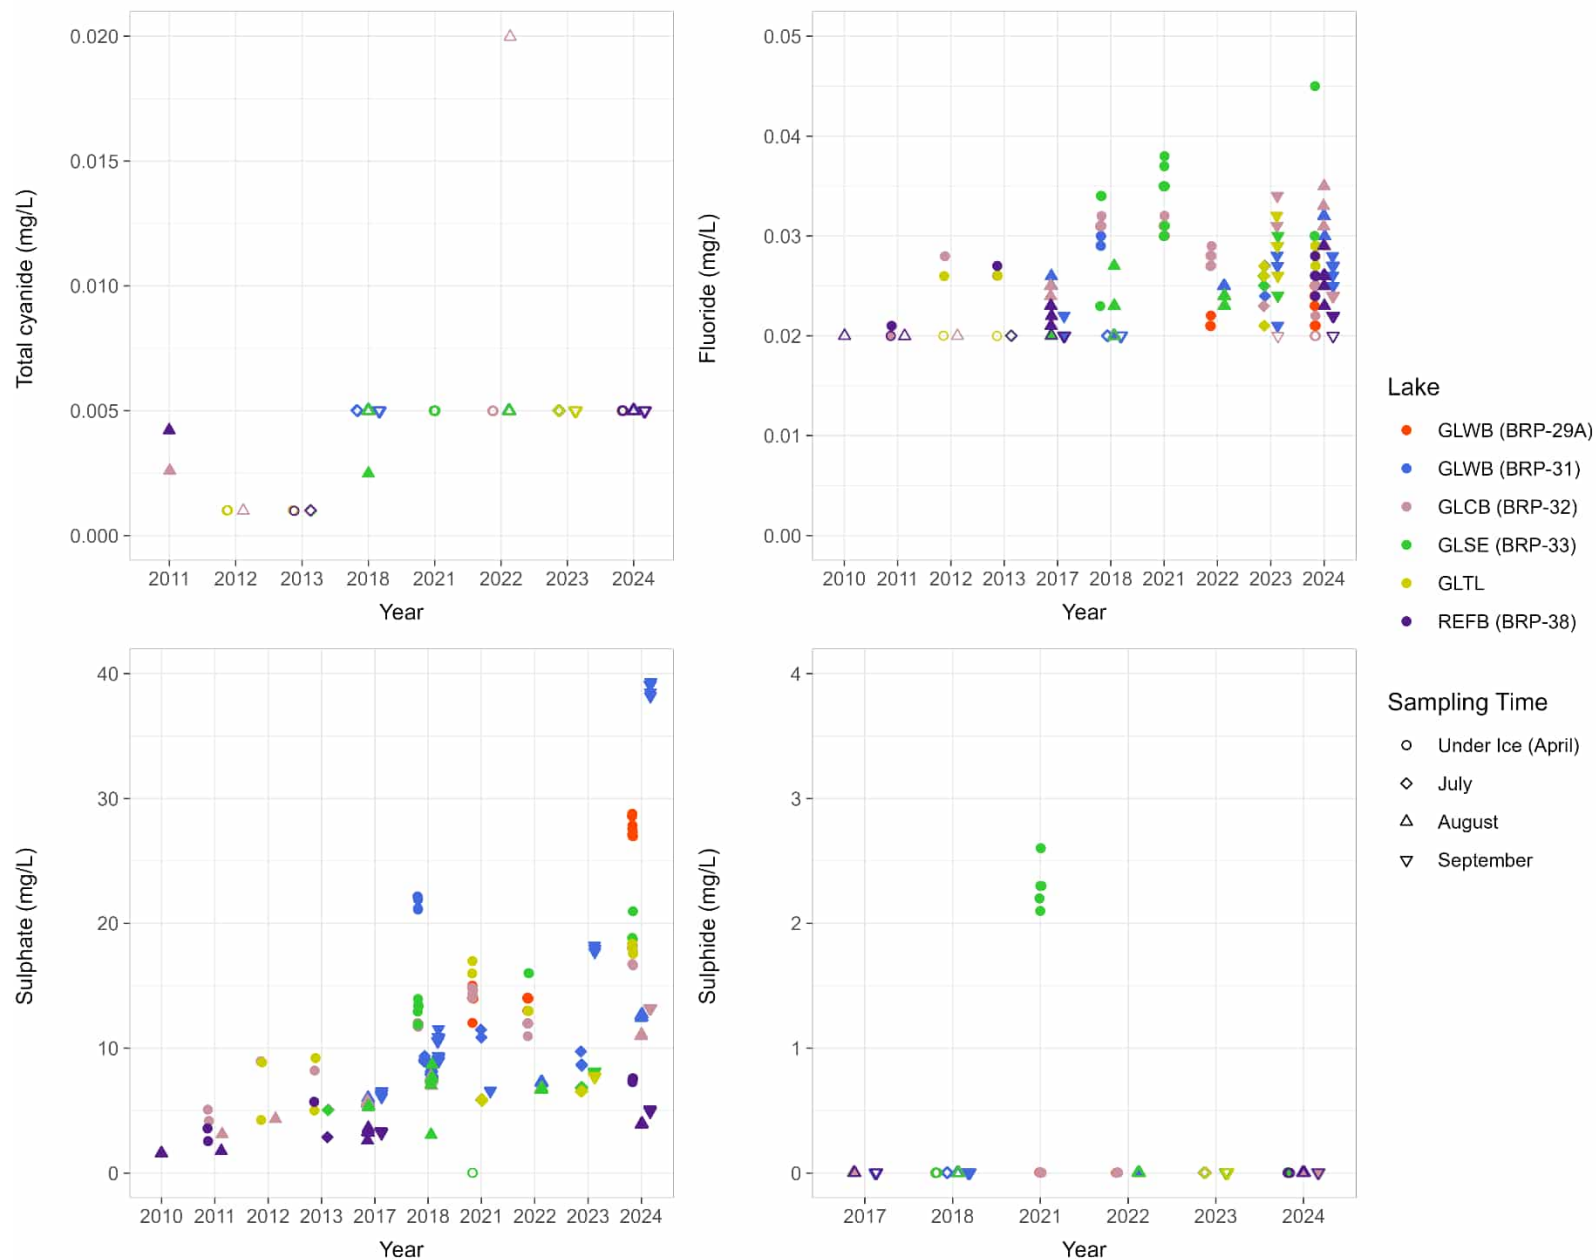 Total cyanide (mg/L)
0.020
0.015
0.010
0.005
0.000
2011 2012 2013 2018 2021 2022 2023 2024
Year
Fluoride (mg/L)
0.05
0.04
0.03
0.02
0.01
0.00
2010 2011 2012 2013 2017 2018 2021 2022 2023 2024
Year
Sulphate (mg/L)
40
30
20
10
0
2010 2011 2012 2013 2017 2018 2021 2022 2023 2024
Year
Sulphide (mg/L)
4
3
2
1
0
2017 2018 2021 2022 2023 2024
Year
Lake
GLWB (BRP-29A)
GLWB (BRP-31)
GLCB (BRP-32)
GLSE (BRP-33)
GLTL
REFB (BRP-38)
Sampling Time
Under Ice (April)
July
August
September